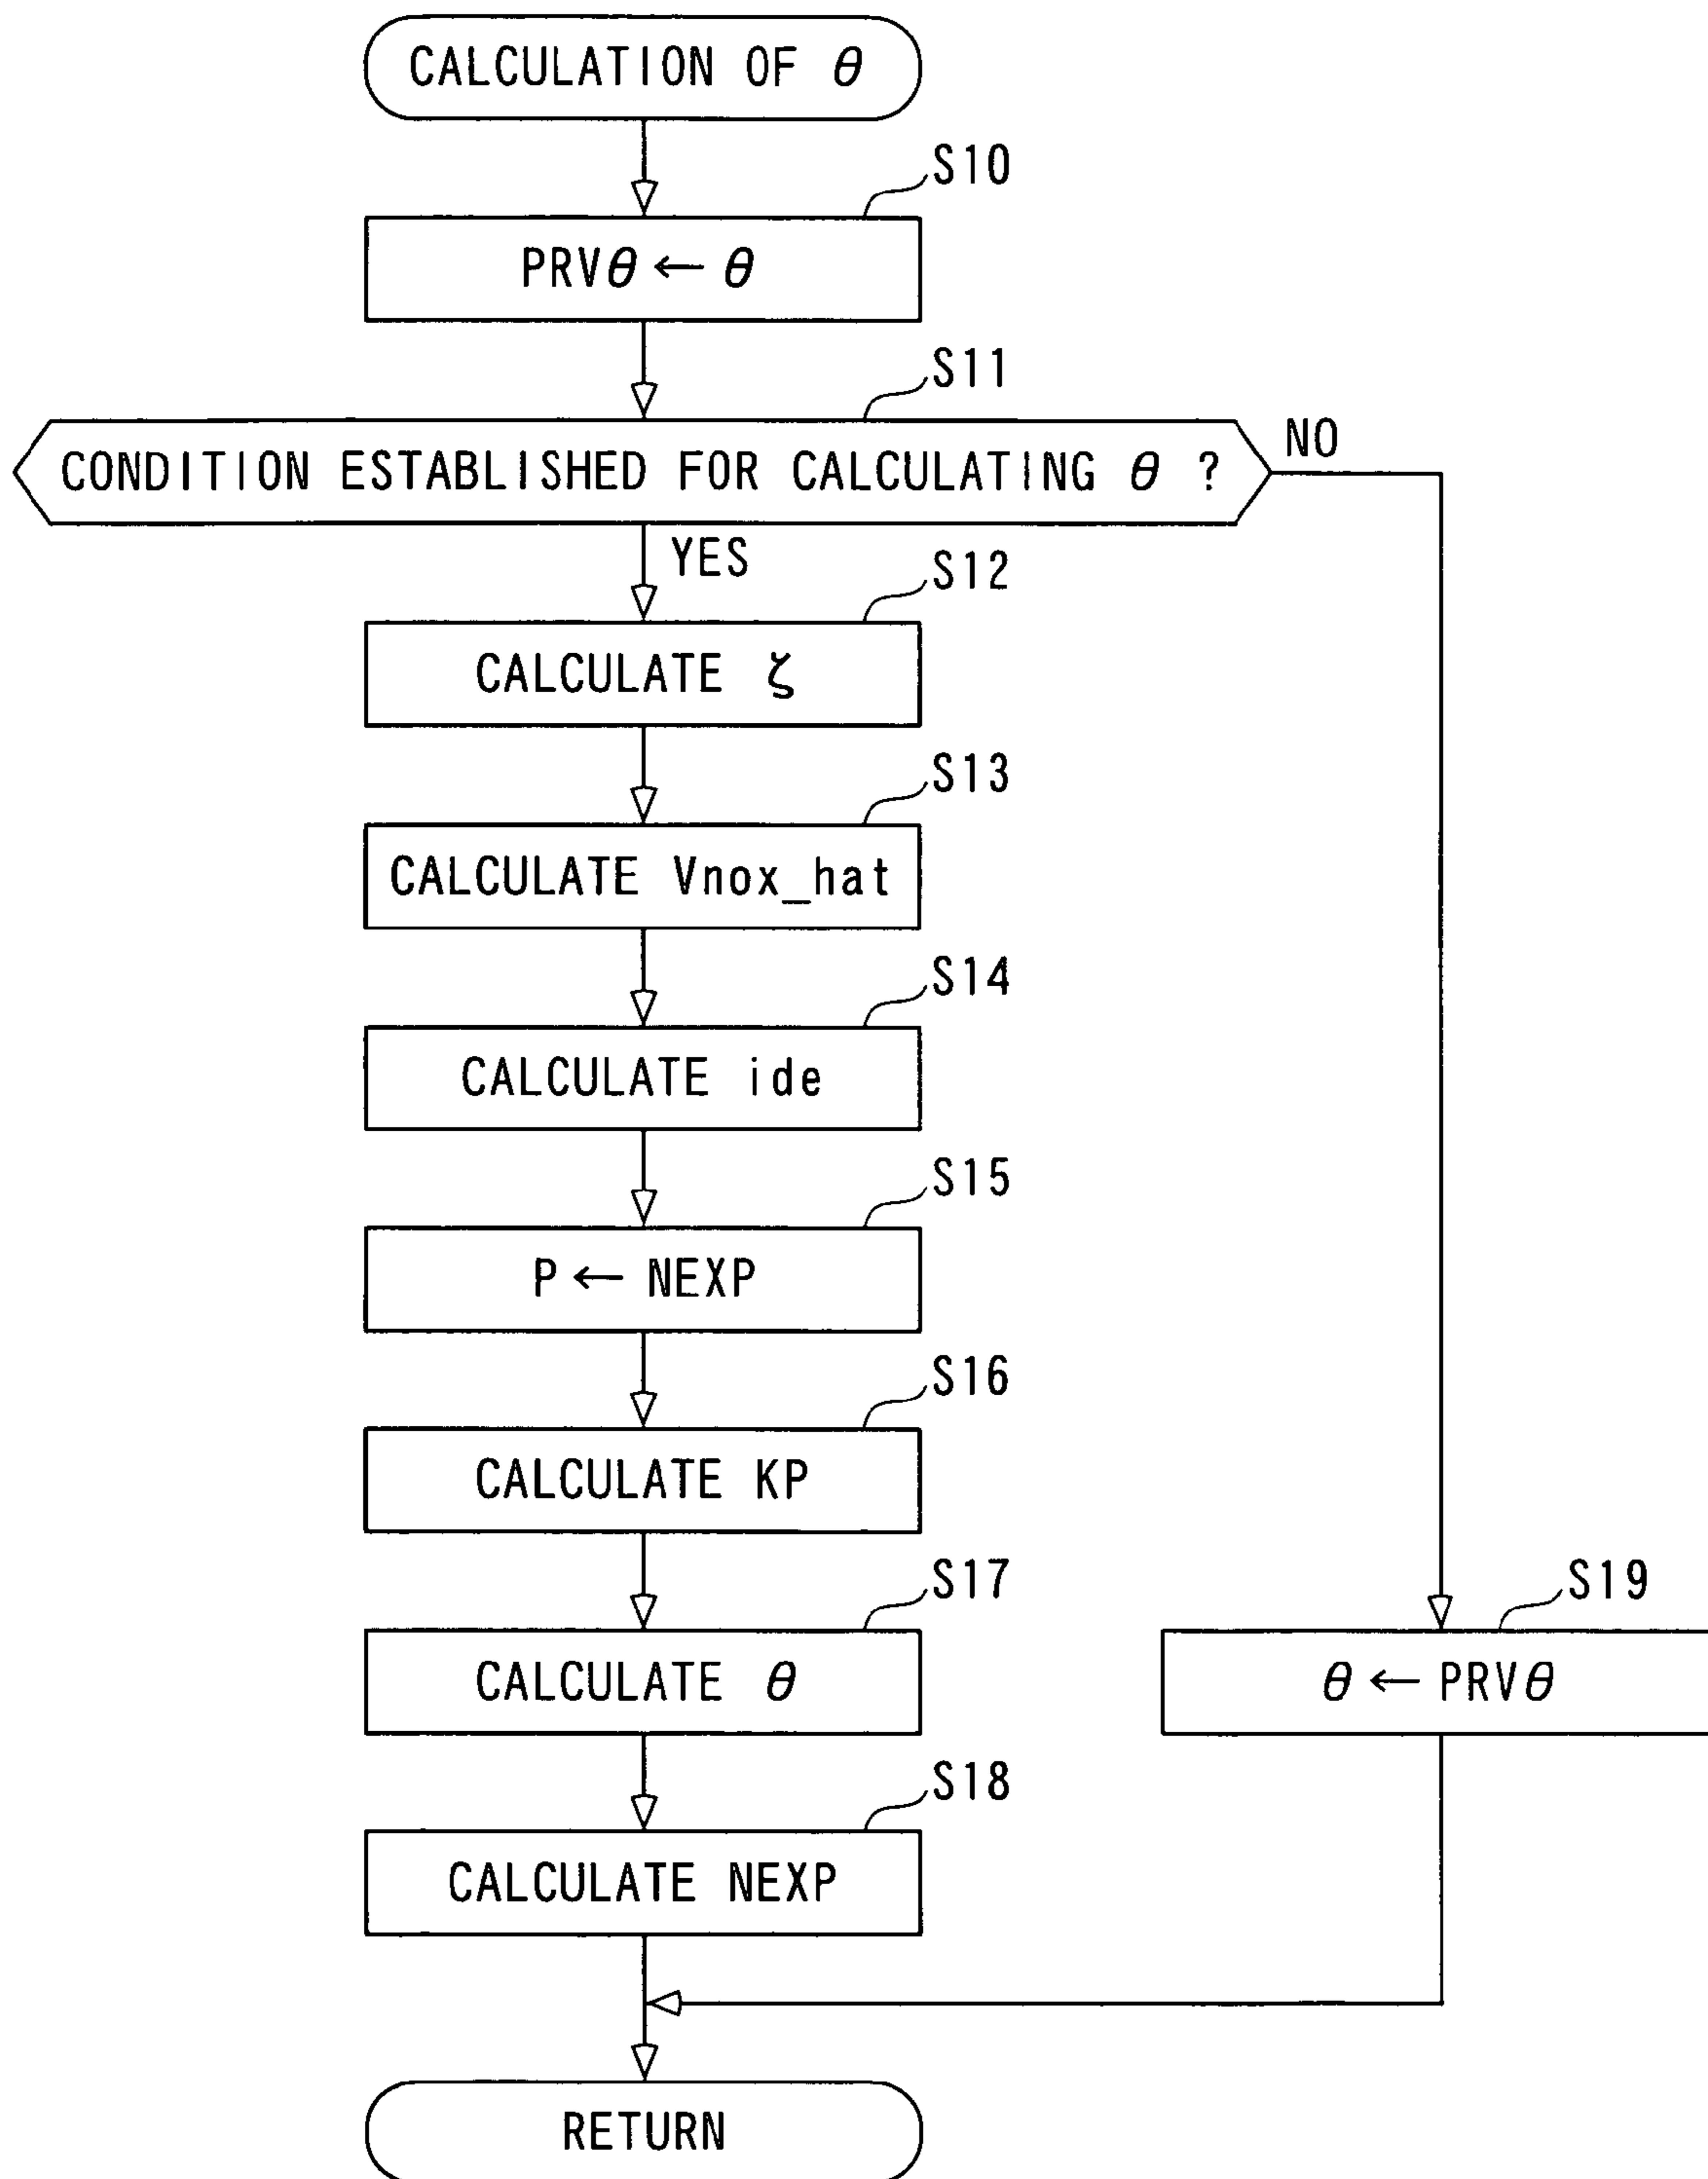 CALCULATION OF θ
S10
PRVθ ← θ
S11
CONDITION ESTABLISHED FOR CALCULATING θ ?
NO
YES
S12
CALCULATE ζ
S13
CALCULATE Vnox_hat
S14
CALCULATE ide
S15
P ← NEXP
S16
CALCULATE KP
S17
CALCULATE θ
S19
θ ← PRVθ
S18
CALCULATE NEXP
RETURN